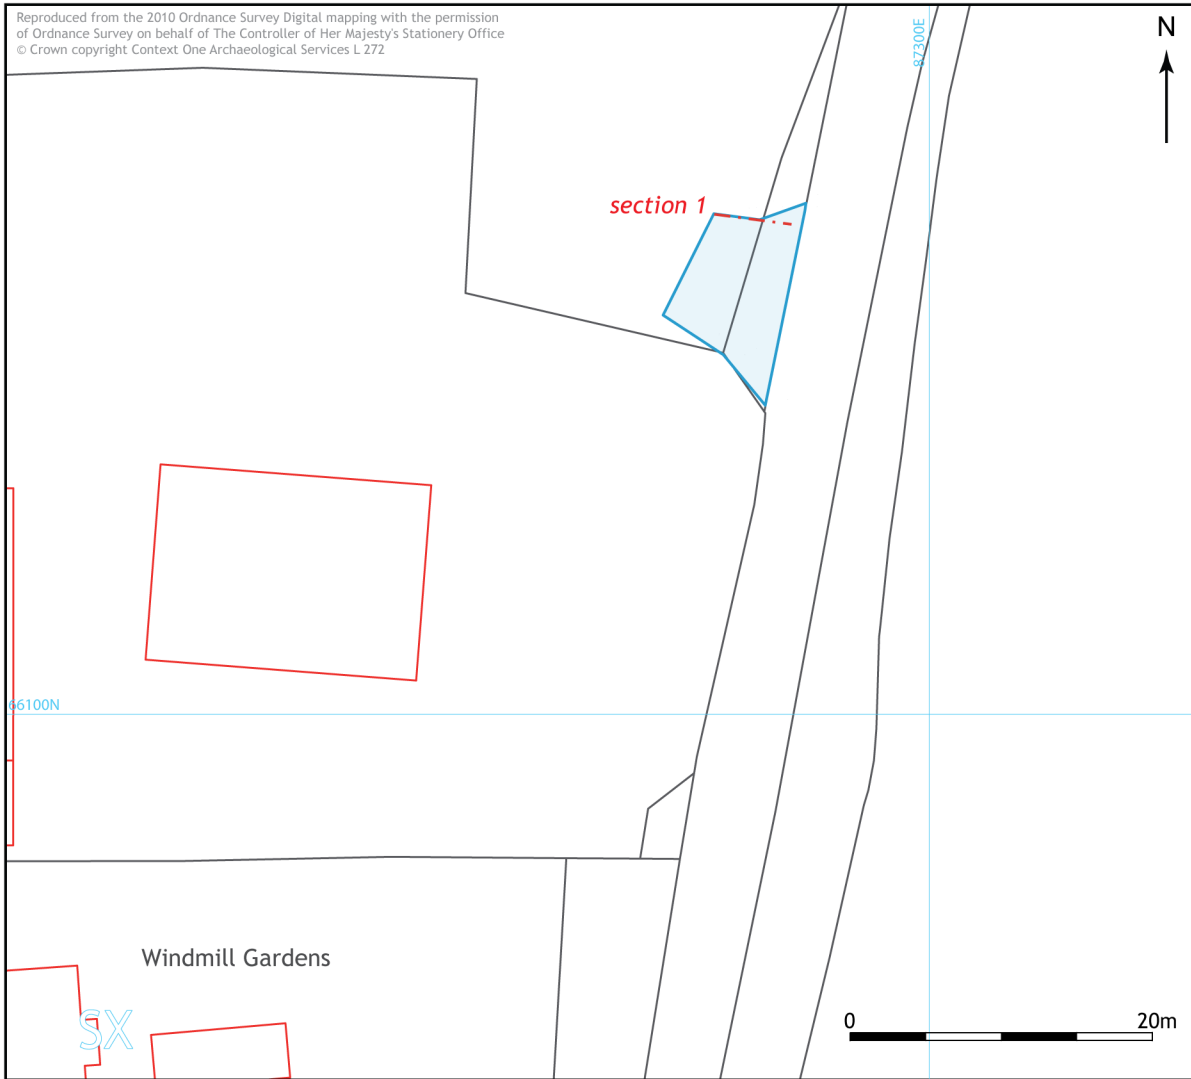 Reproduced from the 2010 Ordnance Survey Digital mapping with the permission
of Ordnance Survey on behalf of The Controller of Her Majesty's Stationery Office
© Crown copyright Context One Archaeological Services L 272
87300E
N
section 1
66100N
Windmill Gardens
SX
0 20m